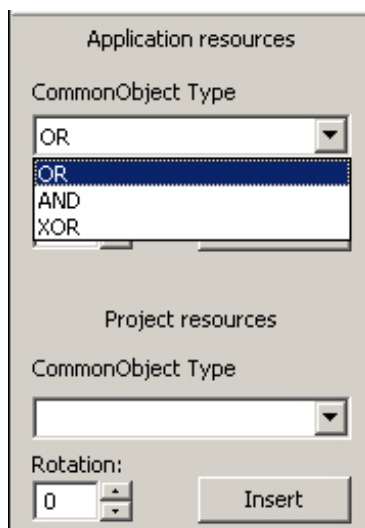 Application resources
CommonObject Type
OR
OR
AND
XOR
Project resources
CommonObject Type
Rotation:
0
Insert